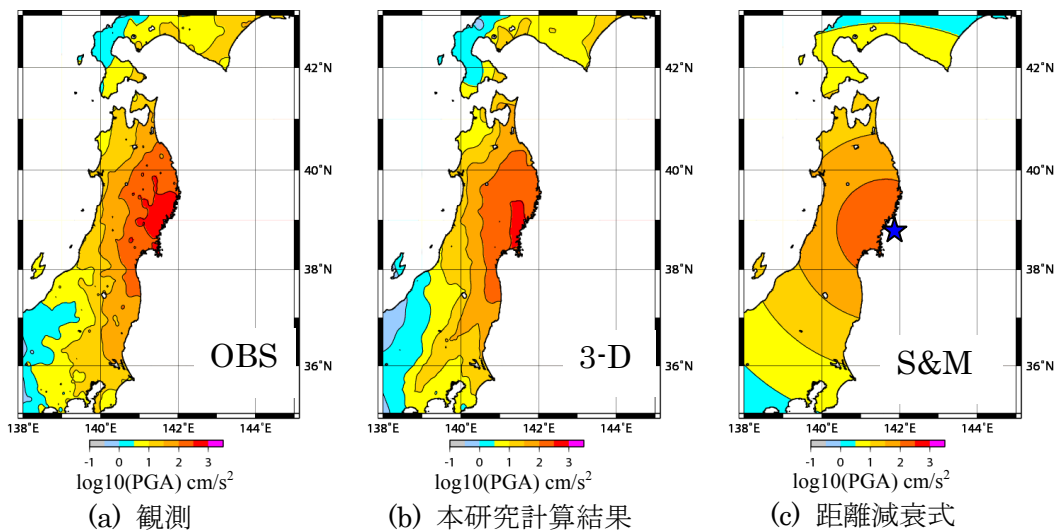 42°N
40°N
38°N
36°N
OBS
138°E 140°E 142°E 144°E
-1 0 1 2 3
log10(PGA) cm/s²
(a) 観測
42°N
40°N
38°N
36°N
3-D
138°E 140°E 142°E 144°E
-1 0 1 2 3
log10(PGA) cm/s²
(b) 本研究計算結果
42°N
40°N
38°N
36°N
S&M
138°E 140°E 142°E 144°E
-1 0 1 2 3
log10(PGA) cm/s²
(c) 距離減衰式